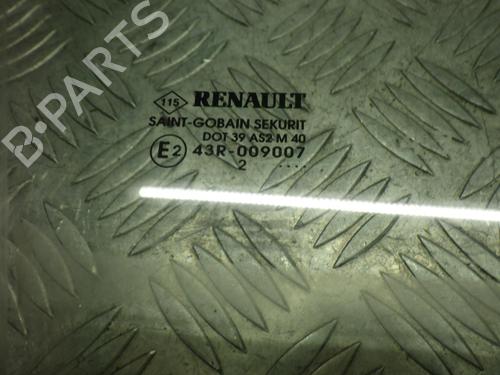 115 RENAULT
SAINT-GOBAIN SEKURIT
DOT 39 AS2 M 40
E2 43R-009007
2 ....
B-PARTS